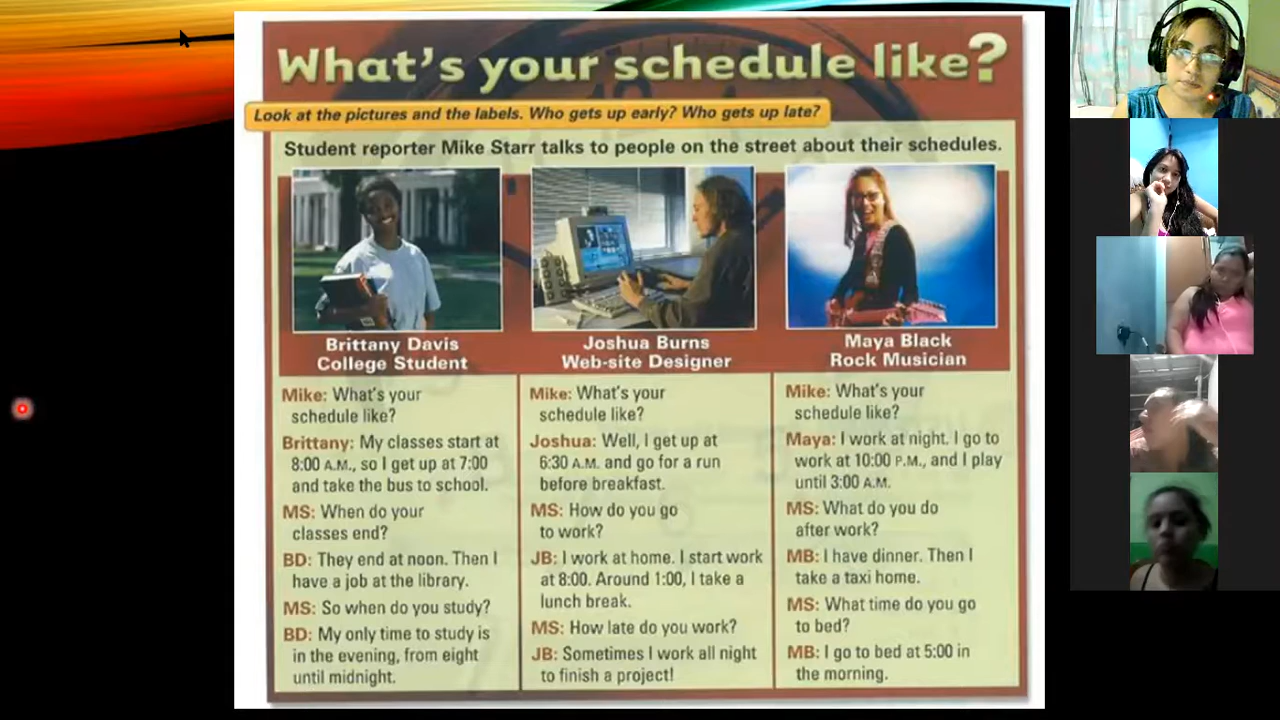 What's your schedule like?
Look at the pictures and the labels. Who gets up early? Who gets up late?
Student reporter Mike Starr talks to people on the street about their schedules.
Brittany Davis
College Student
Mike: What's your
schedule like?
Brittany: My classes start at
8:00 A.M., so I get up at 7:00
and take the bus to school.
MS: When do your
classes end?
BD: They end at noon. Then I
have a job at the library.
MS: So when do you study?
BD: My only time to study is
in the evening, from eight
until midnight.
Joshua Burns
Web-site Designer
Mike: What's your
schedule like?
Joshua: Well, I get up at
6:30 A.M. and go for a run
before breakfast.
MS: How do you go
to work?
JB: I work at home. I start work
at 8:00. Around 1:00, I take a
lunch break.
MS: How late do you work?
JB: Sometimes I work all night
to finish a project!
Maya Black
Rock Musician
Mike: What's your
schedule like?
Maya: I work at night. I go to
work at 10:00 P.M., and I play
until 3:00 A.M.
MS: What do you do
after work?
MB: I have dinner. Then I
take a taxi home.
MS: What time do you go
to bed?
MB: I go to bed at 5:00 in
the morning.